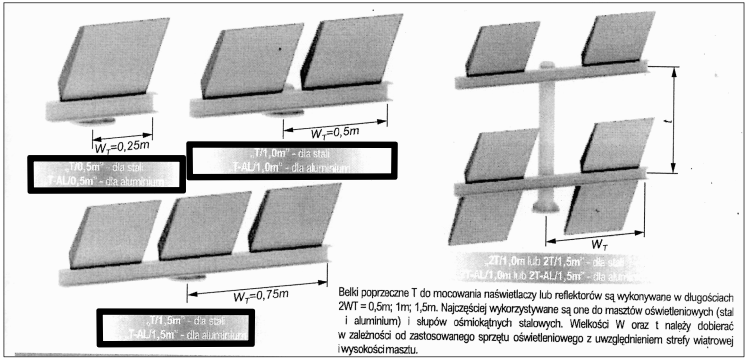 W_T=0,25m
„T/0,5m” - dla stali
T-AL/0,5m” - dla aluminium
W_T=0,5m
„T/1,0m” - dla stali
T-AL/1,0m” - dla aluminium
W_T=0,75m
„T/1,5m” - dla stali
T-AL/1,5m” - dla aluminium
t
W_T
„2T/1,0m lub 2T/1,5m” - dla stali
2T-AL/1,0m lub 2T-AL/1,5m” - dla aluminium
Belki poprzeczne T do mocowania naświetlaczy lub reflektorów są wykonywane w długościach
2WT = 0,5m; 1m; 1,5m. Najczęściej wykorzystywane są one do masztów oświetleniowych (stal
i aluminium) i słupów ośmiokątnych stalowych. Wielkości W oraz t należy dobierać
w zależności od zastosowanego sprzętu oświetleniowego z uwzględnieniem strefy wiatrowej
i wysokości masztu.